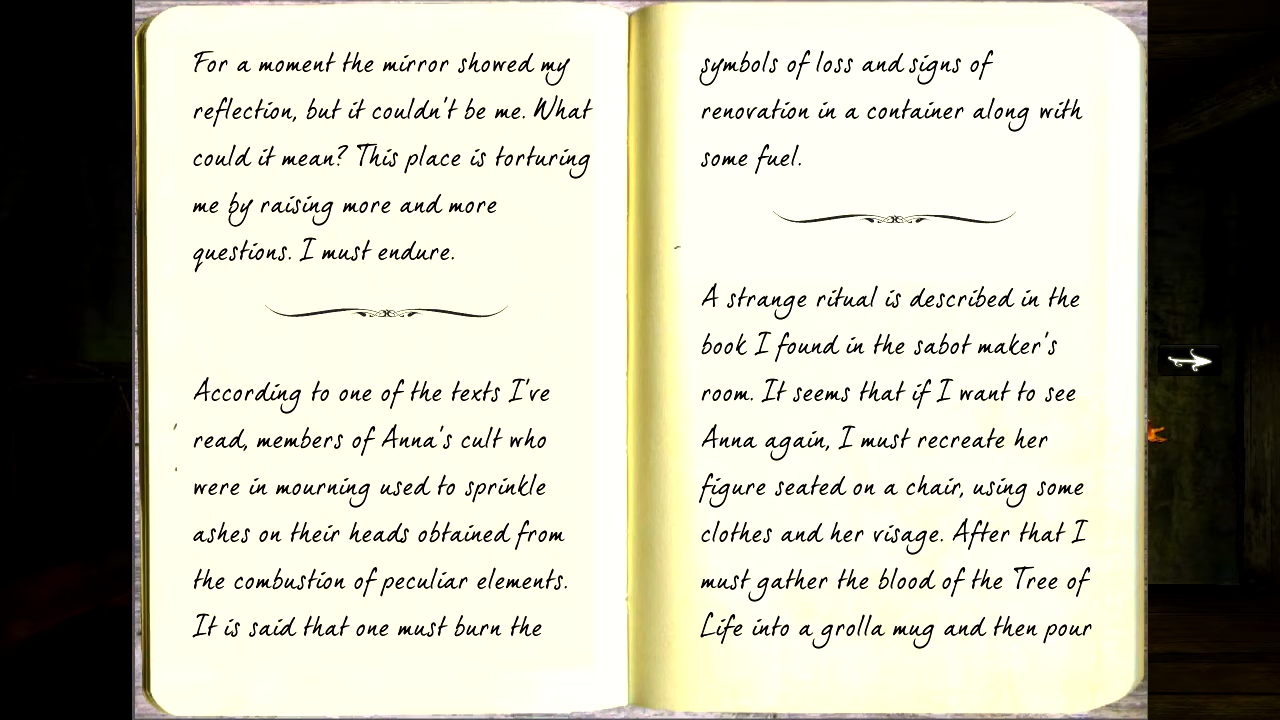 For a moment the mirror showed my
reflection, but it couldn't be me. What
could it mean? This place is torturing
me by raising more and more
questions. I must endure.
According to one of the texts I've
read, members of Anna's cult who
were in mourning used to sprinkle
ashes on their heads obtained from
the combustion of peculiar elements.
It is said that one must burn the
symbols of loss and signs of
renovation in a container along with
some fuel.
A strange ritual is described in the
book I found in the sabot maker's
room. It seems that if I want to see
Anna again, I must recreate her
figure seated on a chair, using some
clothes and her visage. After that I
must gather the blood of the Tree of
Life into a grolla mug and then pour